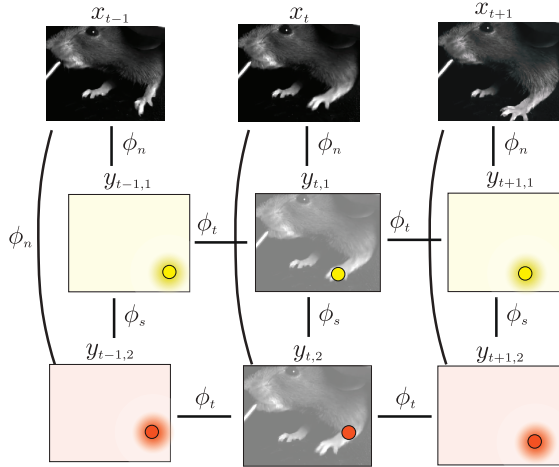 x_{t−1} x_t x_{t+1}
ϕ_n ϕ_n ϕ_n
y_{t−1,1} y_{t,1} y_{t+1,1}
ϕ_n ϕ_t ϕ_t
ϕ_s ϕ_s ϕ_s
y_{t−1,2} y_{t,2} y_{t+1,2}
ϕ_t ϕ_t